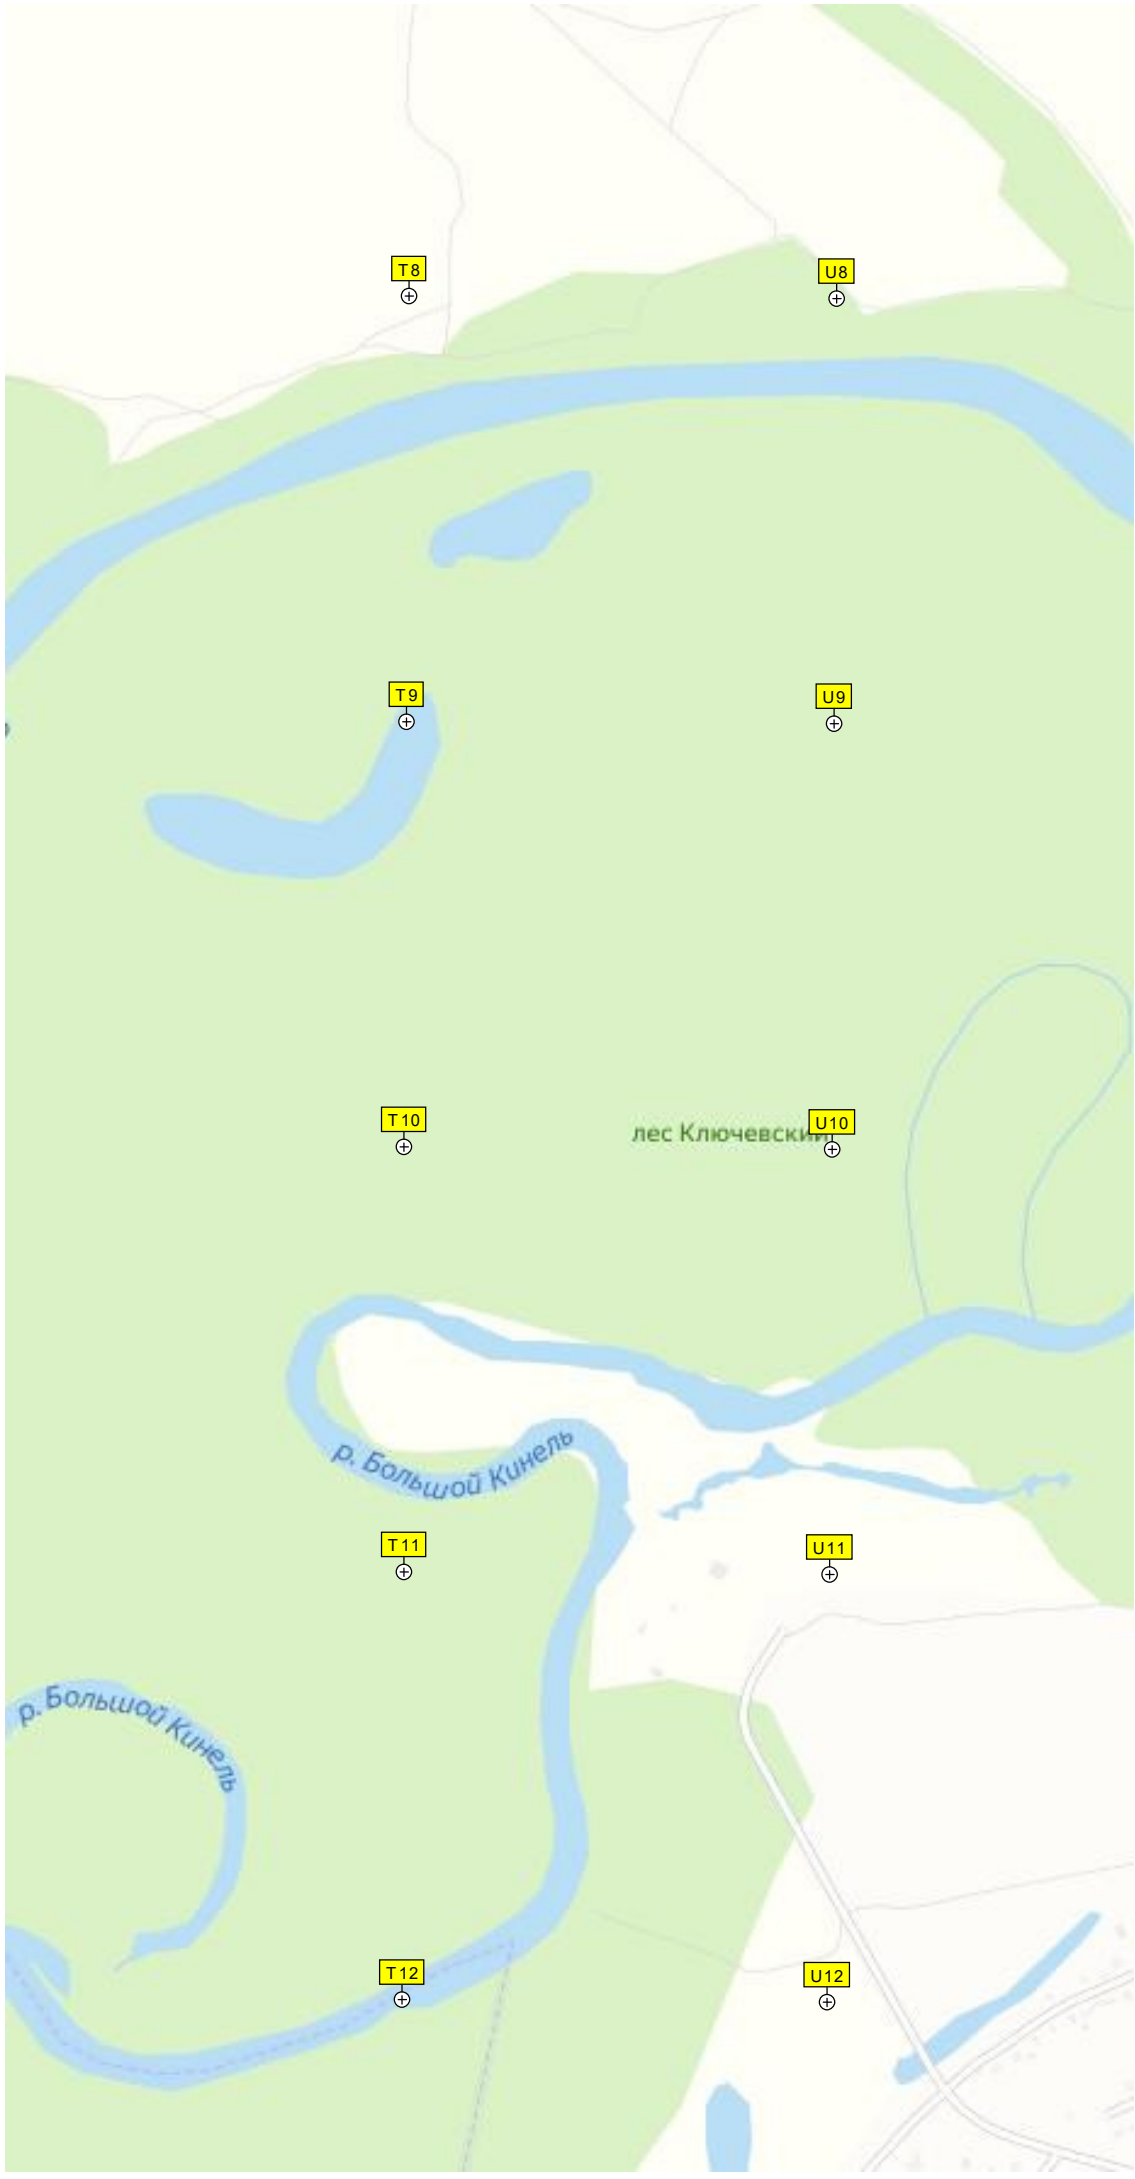 T8
U8
T9
U9
T10
лес Ключевский
U10
р. Большой Кинель
T11
U11
р. Большой Кинель
T12
U12